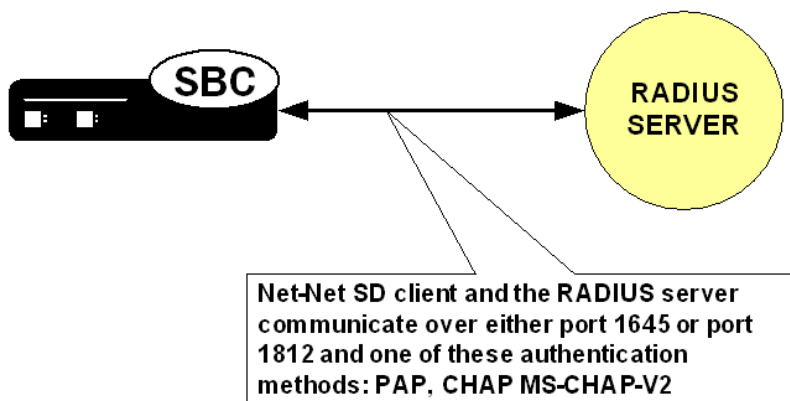 SBC
RADIUS
SERVER
Net-Net SD client and the RADIUS server
communicate over either port 1645 or port
1812 and one of these authentication
methods: PAP, CHAP MS-CHAP-V2